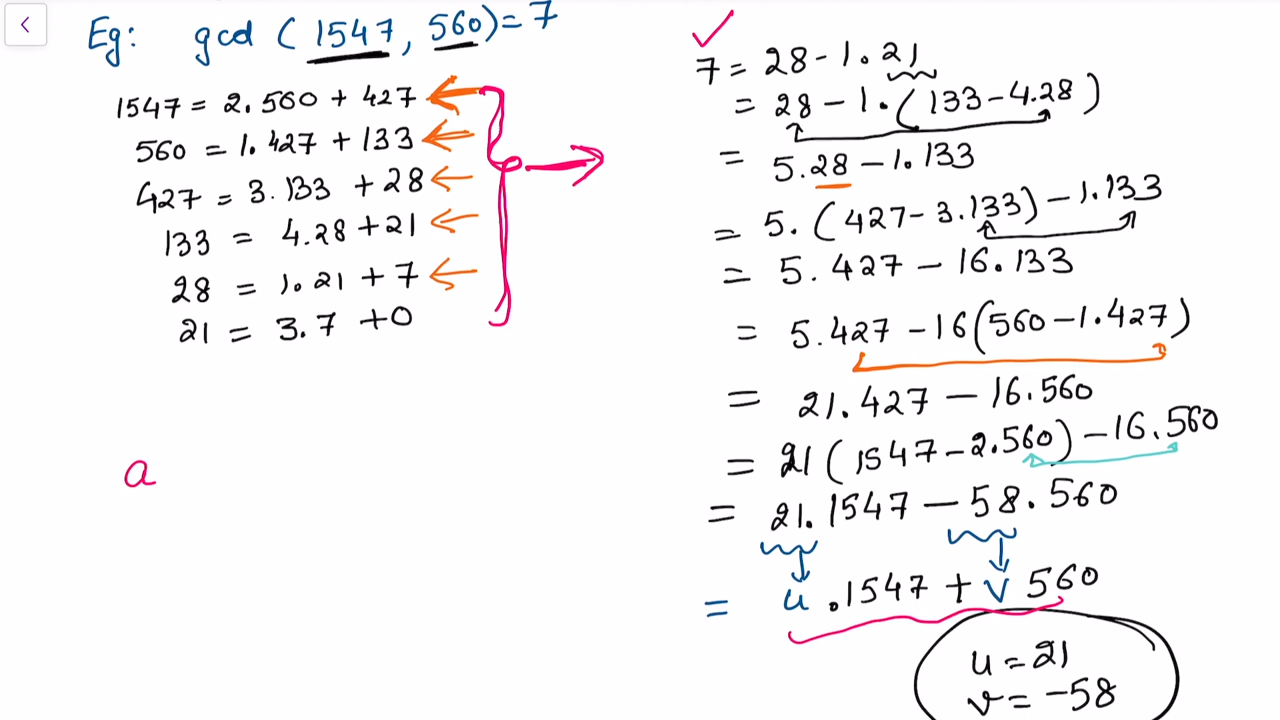 Eg: gcd ( 1547, 560) = 7
1547 = 2.560 + 427
560 = 1.427 + 133
427 = 3.133 + 28
133 = 4.28 + 21
28 = 1.21 + 7
21 = 3.7 + 0
a
7 = 28 - 1.21
= 28 - 1.(133 - 4.28)
= 5.28 - 1.133
= 5.(427 - 3.133) - 1.133
= 5.427 - 16.133
= 5.427 - 16(560 - 1.427)
= 21.427 - 16.560
= 21(1547 - 2.560) - 16.560
= 21.1547 - 58.560
= u.1547 + v 560
u = 21
v = -58